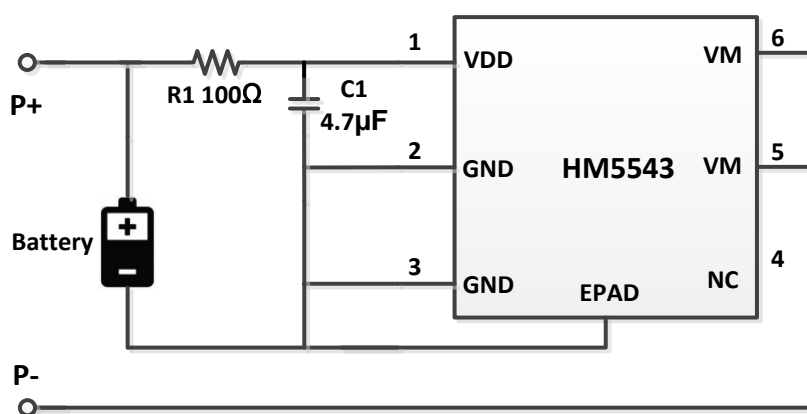 P+
R1 100Ω
C1
4.7μF
1
VDD
2
GND
3
GND
HM5543
EPAD
VM
6
VM
5
NC
4
Battery
+
-
P-